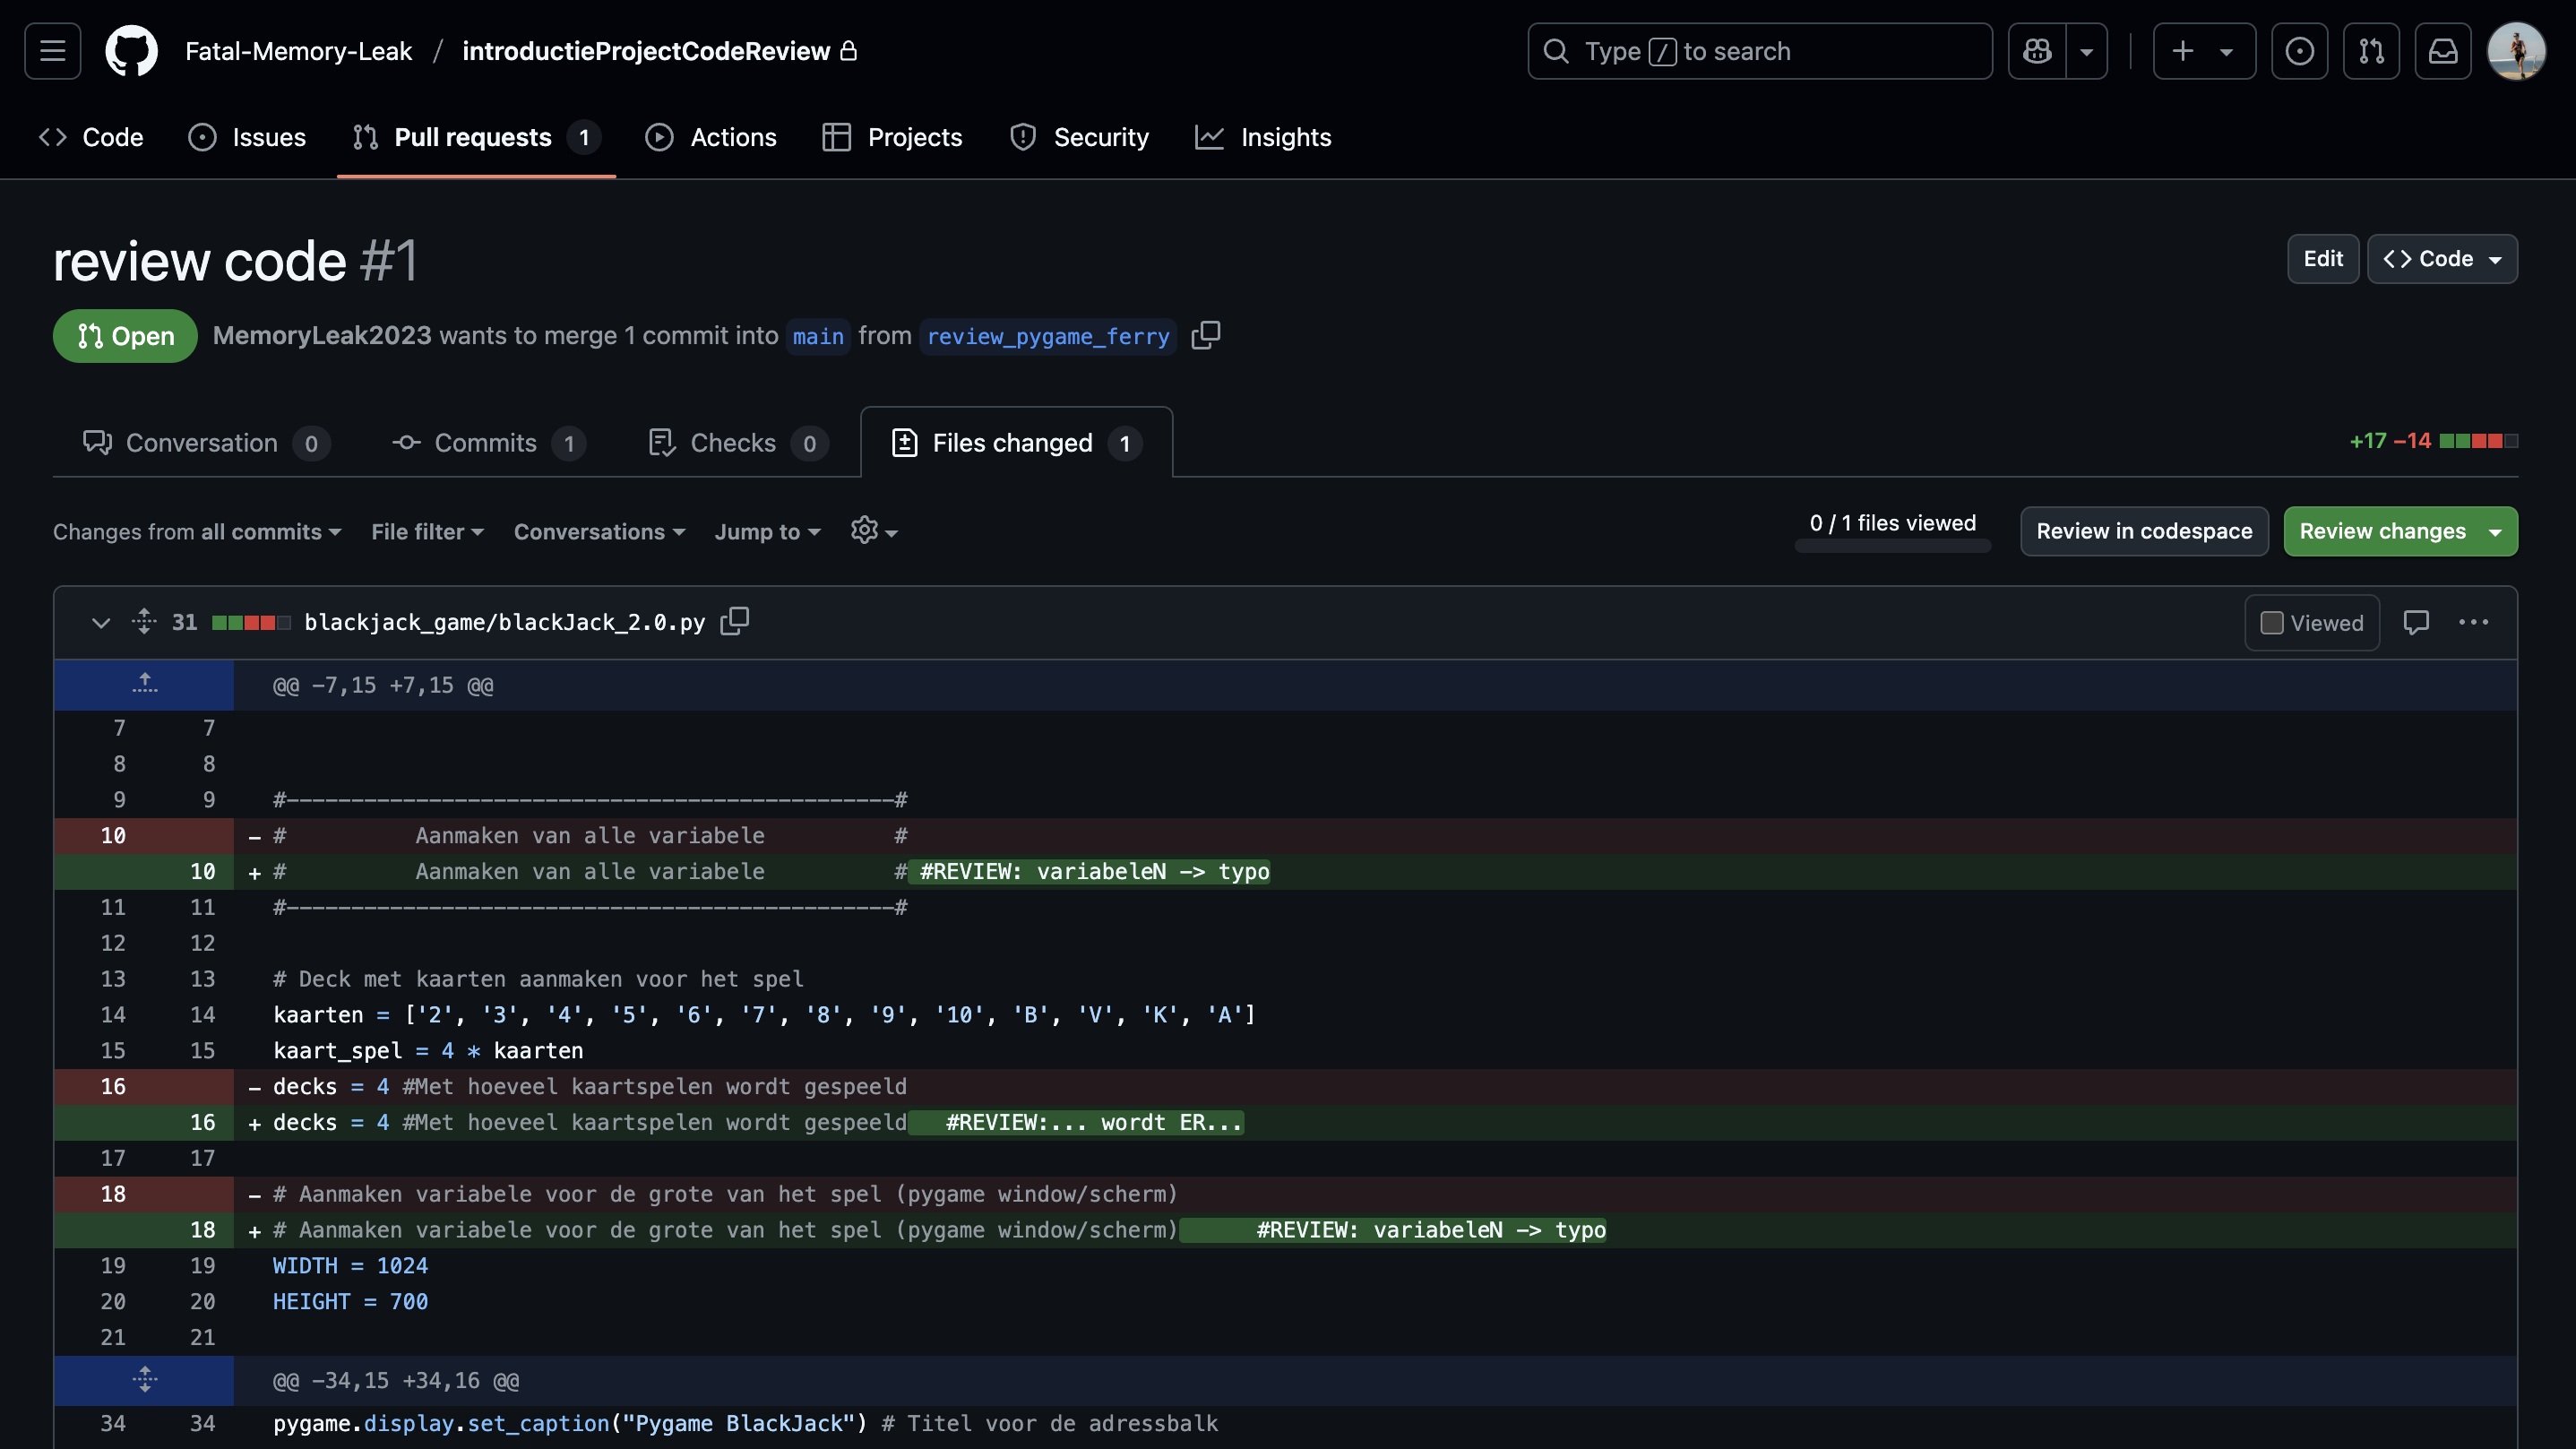 Fatal-Memory-Leak / introductieProjectCodeReview
Type / to search
Code
Issues
Pull requests 1
Actions
Projects
Security
Insights
review code #1
Edit
<> Code
Open
MemoryLeak2023 wants to merge 1 commit into main from review_pygame_ferry
Conversation 0
Commits 1
Checks 0
Files changed 1
+17 −14
Changes from all commits
File filter
Conversations
Jump to
0 / 1 files viewed
Review in codespace
Review changes
31 blackjack_game/blackJack_2.0.py
Viewed
@@ -7,15 +7,15 @@
7 7
8 8
9 9 #-----------------------------------------------#
10 - #          Aanmaken van alle variabele          #
10 + #          Aanmaken van alle variabele          # #REVIEW: variabeleN -> typo
11 11 #-----------------------------------------------#
12 12
13 13 # Deck met kaarten aanmaken voor het spel
14 14 kaarten = ['2', '3', '4', '5', '6', '7', '8', '9', '10', 'B', 'V', 'K', 'A']
15 15 kaart_spel = 4 * kaarten
16 - decks = 4 #Met hoeveel kaartspelen wordt gespeeld
16 + decks = 4 #Met hoeveel kaartspelen wordt gespeeld   #REVIEW:... wordt ER...
17 17
18 - # Aanmaken variabele voor de grote van het spel (pygame window/scherm)
18 + # Aanmaken variabele voor de grote van het spel (pygame window/scherm)      #REVIEW: variabeleN -> typo
19 19 WIDTH = 1024
20 20 HEIGHT = 700
21 21
@@ -34,15 +34,16 @@
34 34 pygame.display.set_caption("Pygame BlackJack") # Titel voor de adressbalk